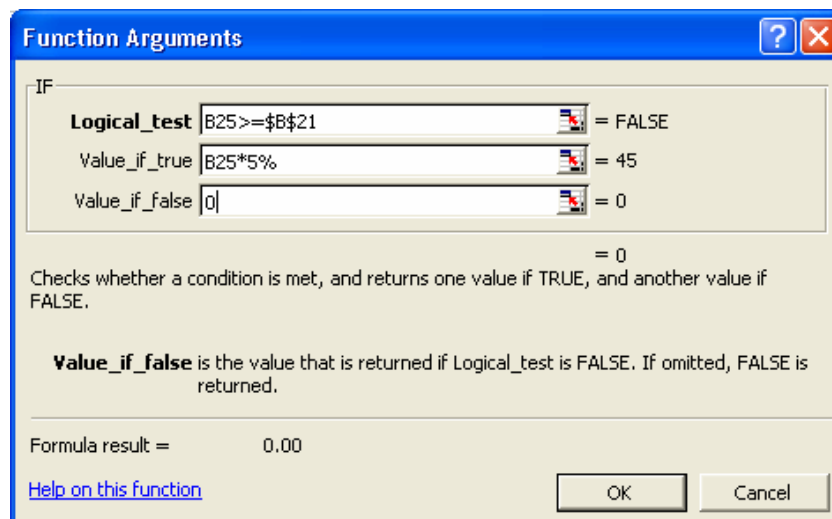 Function Arguments
IF
Logical_test B25>=$B$21 = FALSE
Value_if_true B25*5% = 45
Value_if_false 0 = 0
= 0
Checks whether a condition is met, and returns one value if TRUE, and another value if
FALSE.
Value_if_false is the value that is returned if Logical_test is FALSE. If omitted, FALSE is
returned.
Formula result = 0.00
Help on this function OK Cancel